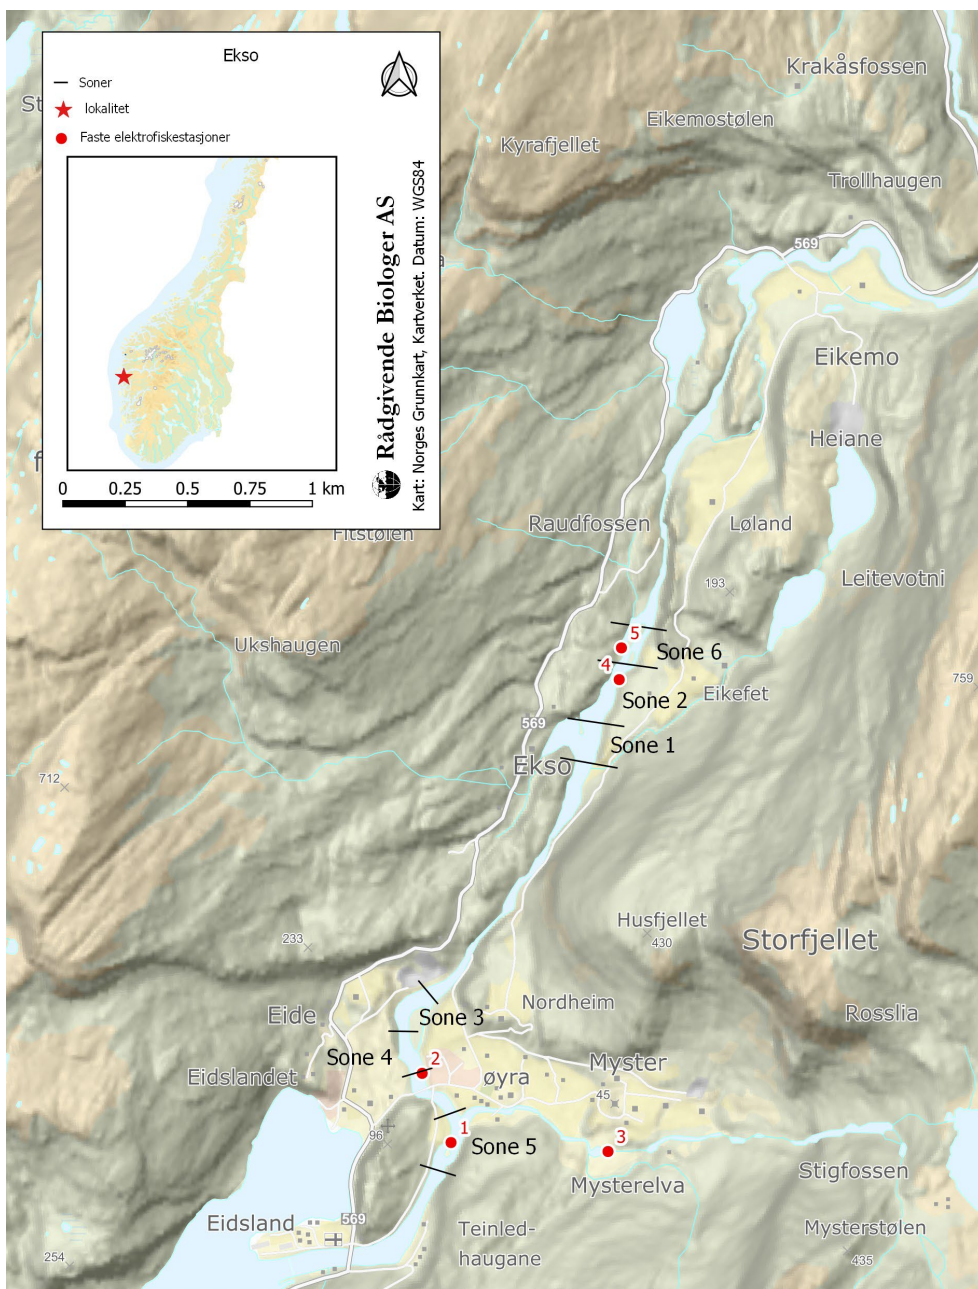 Ekso
Soner
lokalitet
Faste elektrofiskestasjoner
Rådgivende Biologer AS
Kart: Norges Grunnkart, Kartverket. Datum: WGS84
0 0.25 0.5 0.75 1 km
St
a
f
Krakåsfossen
Eikemostølen
Kyrafjellet
Trollhaugen
569
Eikemo
Heiane
Raudfossen
Løland
Fitstølen
193
Leitevotni
Ukshaugen
5
Sone 6
4
759
Sone 2
Eikefet
569
Sone 1
Ekso
712
Husfjellet
233
430
Storfjellet
Nordheim
Eide
Sone 3
Rosslia
Sone 4
2
Myster
Eidslandet
øyra
45
96
1
Sone 5
3
Stigfossen
Mysterelva
Eidsland
569
Teinled-
haugane
Mysterstølen
254
435